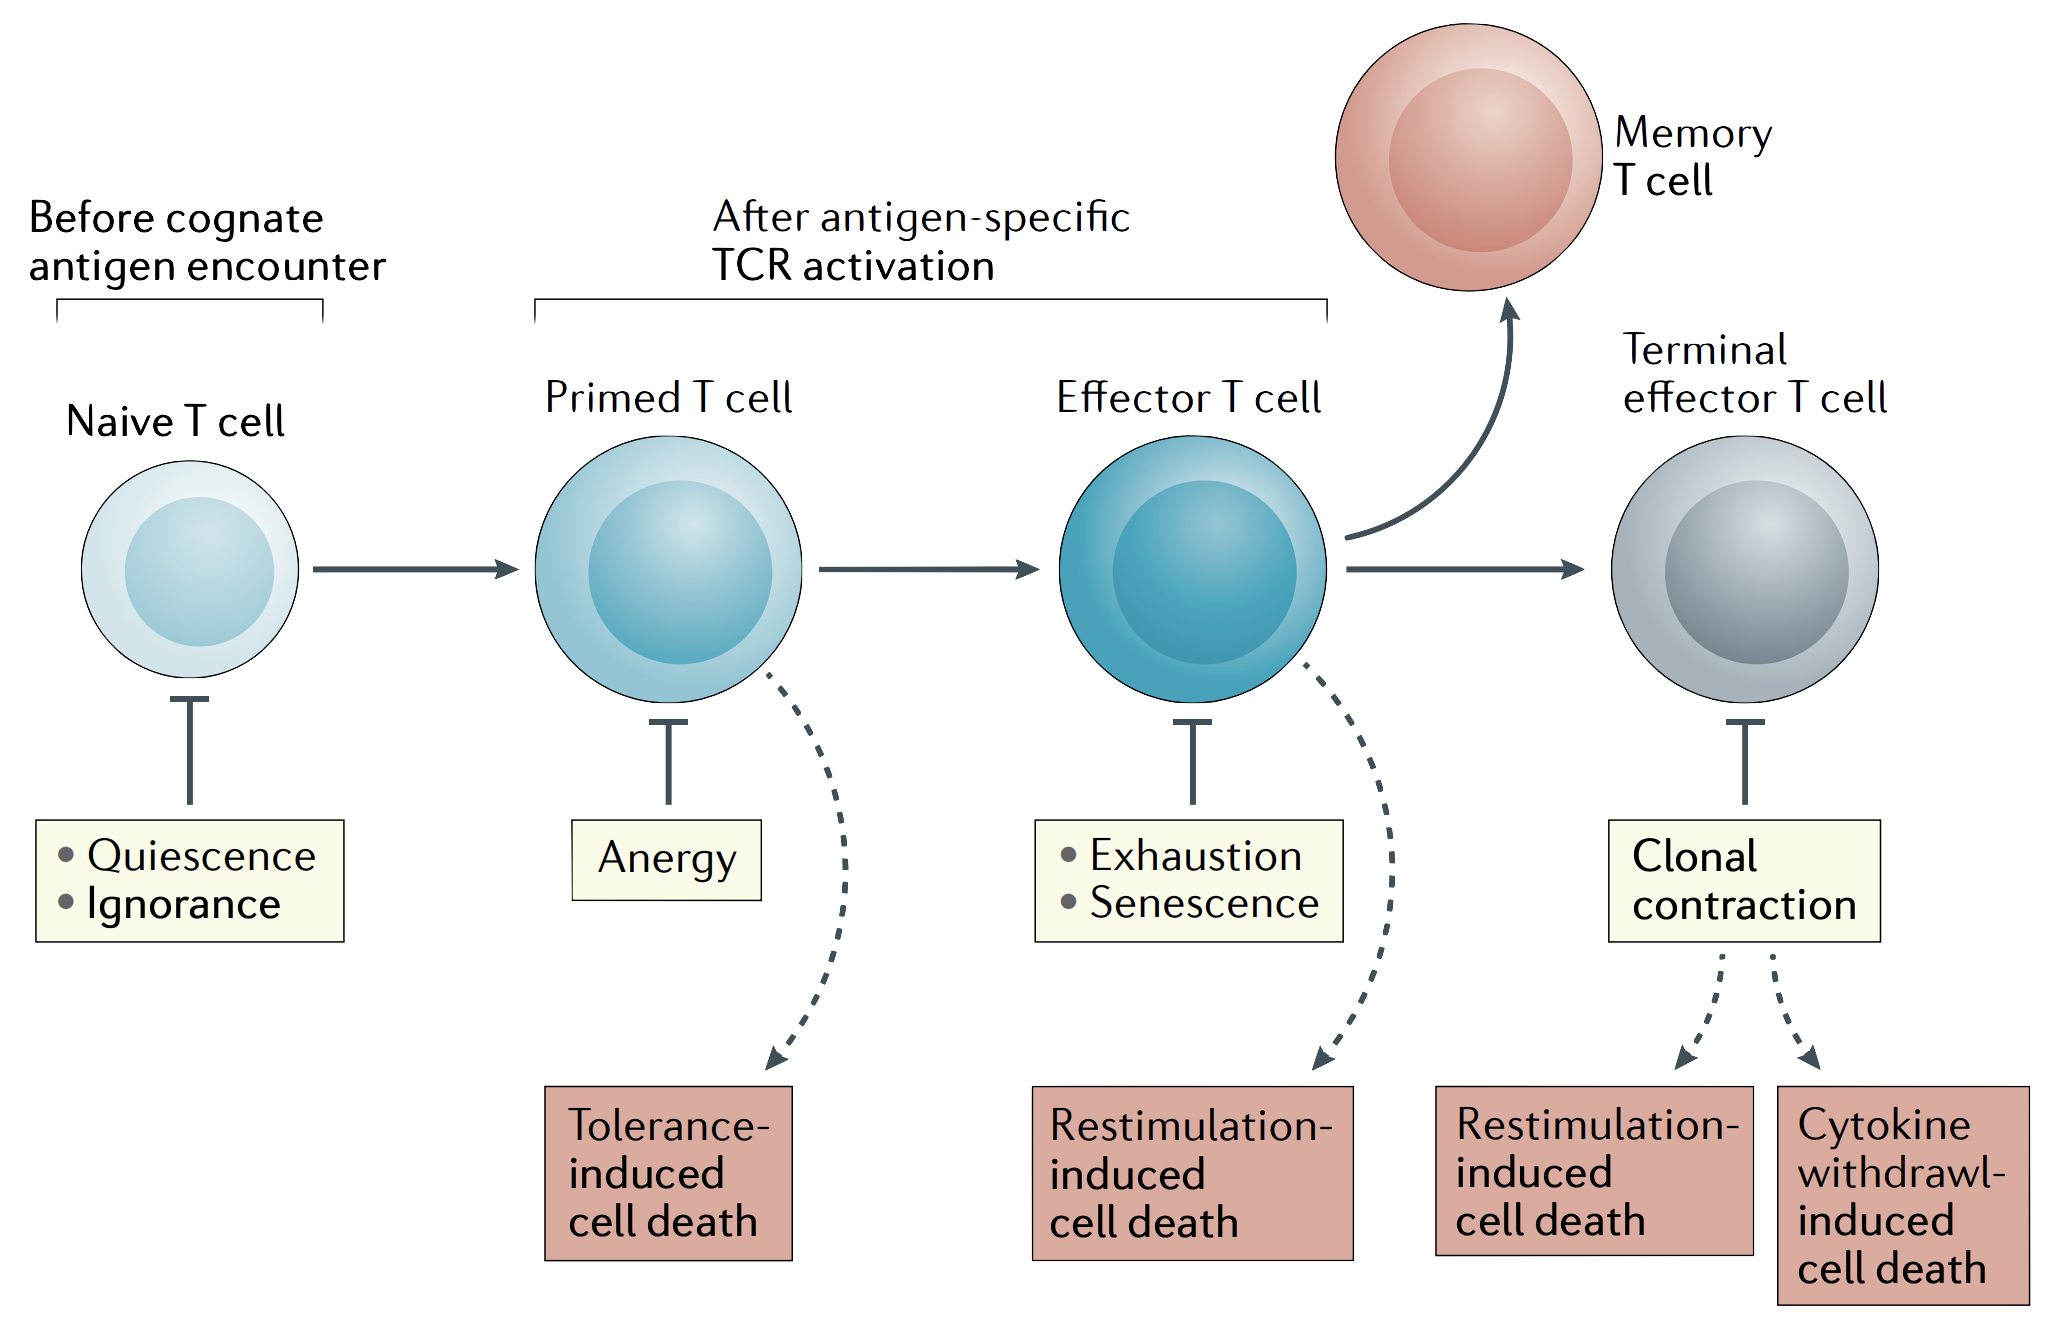 Memory
T cell
Before cognate
antigen encounter
After antigen-specific
TCR activation
Naive T cell
Primed T cell
Effector T cell
Terminal
effector T cell
• Quiescence
• Ignorance
Anergy
• Exhaustion
• Senescence
Clonal
contraction
Tolerance-
induced
cell death
Restimulation-
induced
cell death
Restimulation-
induced
cell death
Cytokine
withdrawl-
induced
cell death